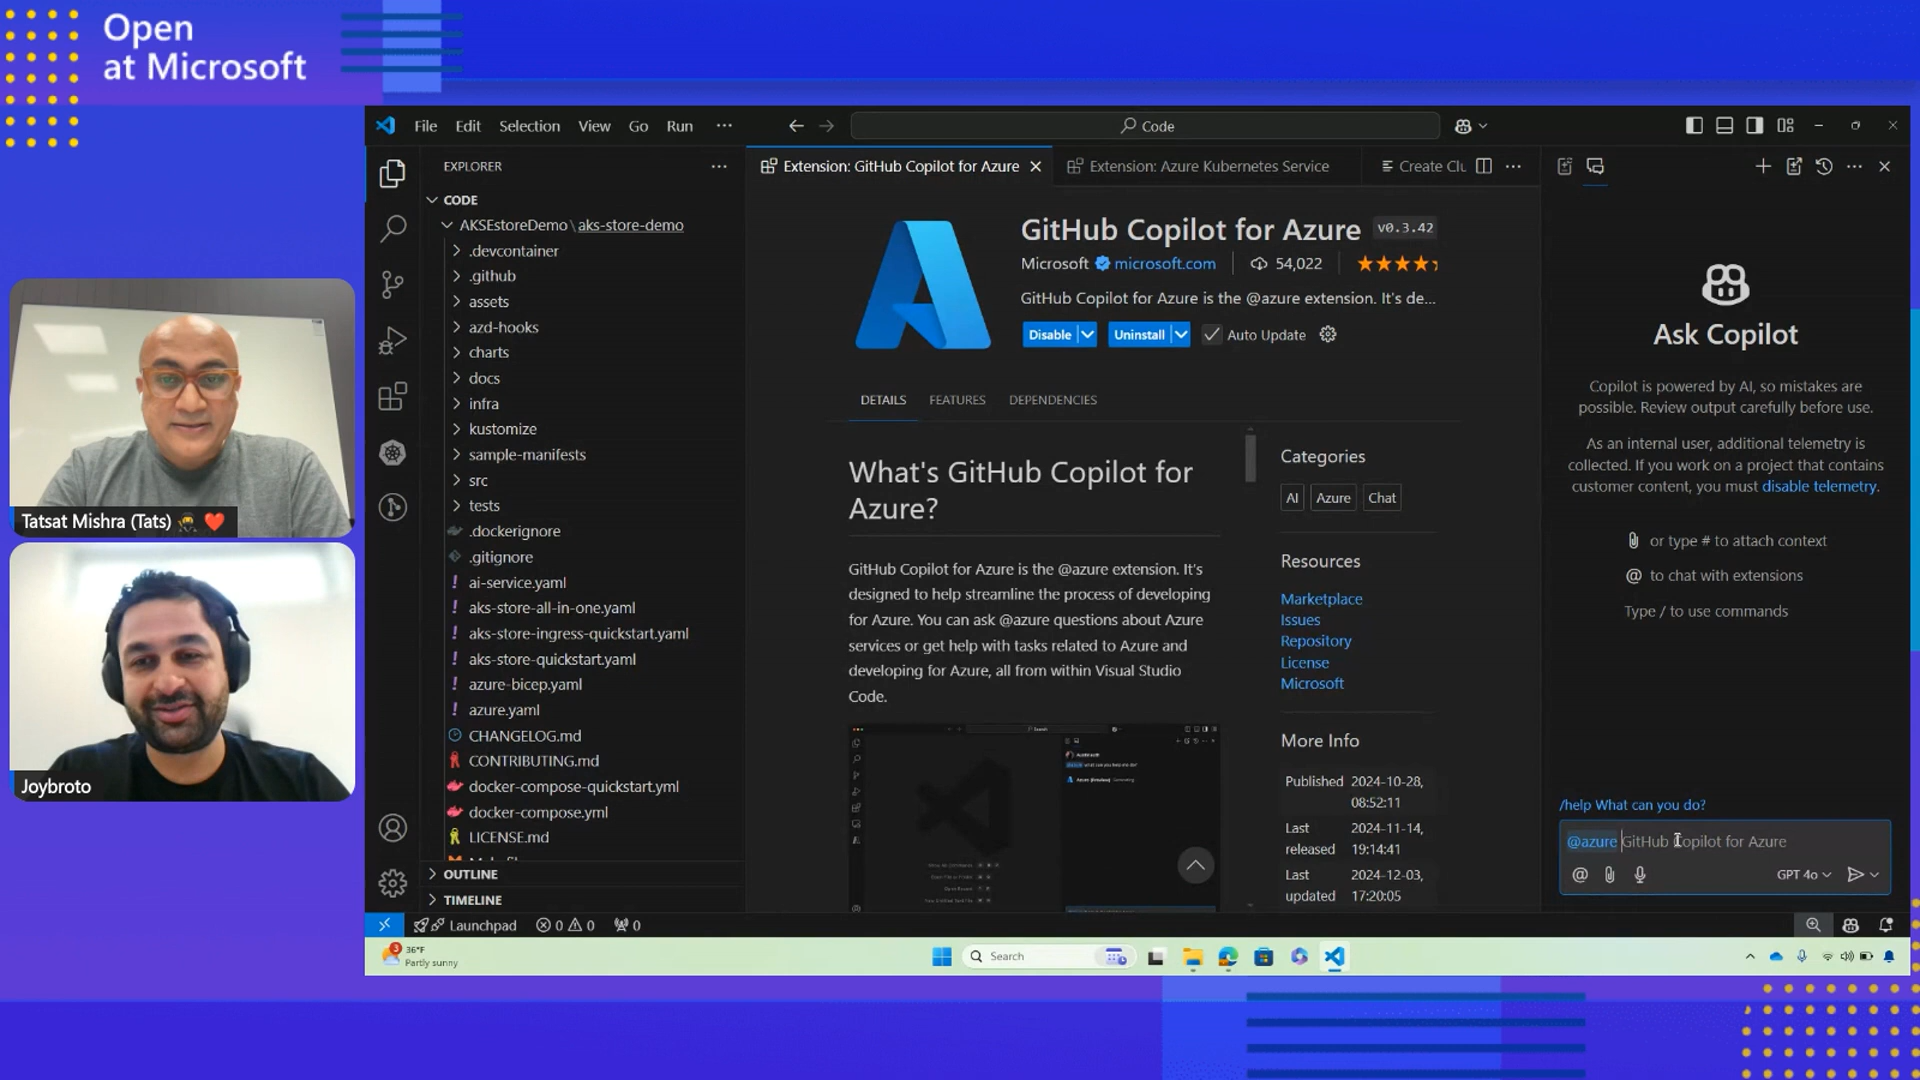 Open
at Microsoft
File Edit Selection View Go Run ···
Code
EXPLORER
CODE
AKSEstoreDemo\aks-store-demo
.devcontainer
.github
assets
azd-hooks
charts
docs
infra
kustomize
sample-manifests
src
tests
.dockerignore
.gitignore
ai-service.yaml
aks-store-all-in-one.yaml
aks-store-ingress-quickstart.yaml
aks-store-quickstart.yaml
azure-bicep.yaml
azure.yaml
CHANGELOG.md
CONTRIBUTING.md
docker-compose-quickstart.yml
docker-compose.yml
LICENSE.md
OUTLINE
TIMELINE
Extension: GitHub Copilot for Azure
Extension: Azure Kubernetes Service
Create Clu
GitHub Copilot for Azure v0.3.42
Microsoft microsoft.com 54,022
GitHub Copilot for Azure is the @azure extension. It's de...
Disable Uninstall Auto Update
DETAILS FEATURES DEPENDENCIES
What's GitHub Copilot for
Azure?
GitHub Copilot for Azure is the @azure extension. It's
designed to help streamline the process of developing
for Azure. You can ask @azure questions about Azure
services or get help with tasks related to Azure and
developing for Azure, all from within Visual Studio
Code.
Categories
AI Azure Chat
Resources
Marketplace
Issues
Repository
License
Microsoft
More Info
Published 2024-10-28,
08:52:11
Last 2024-11-14,
released 19:14:41
Last 2024-12-03,
updated 17:20:05
Ask Copilot
Copilot is powered by AI, so mistakes are
possible. Review output carefully before use.
As an internal user, additional telemetry is
collected. If you work on a project that contains
customer content, you must disable telemetry.
or type # to attach context
@ to chat with extensions
Type / to use commands
/help What can you do?
@azure GitHub Copilot for Azure
@ GPT 4o
Tatsat Mishra (Tats) 🥷 ❤️
Joybroto
Launchpad 0 0 0
3
36°F
Partly sunny
Search